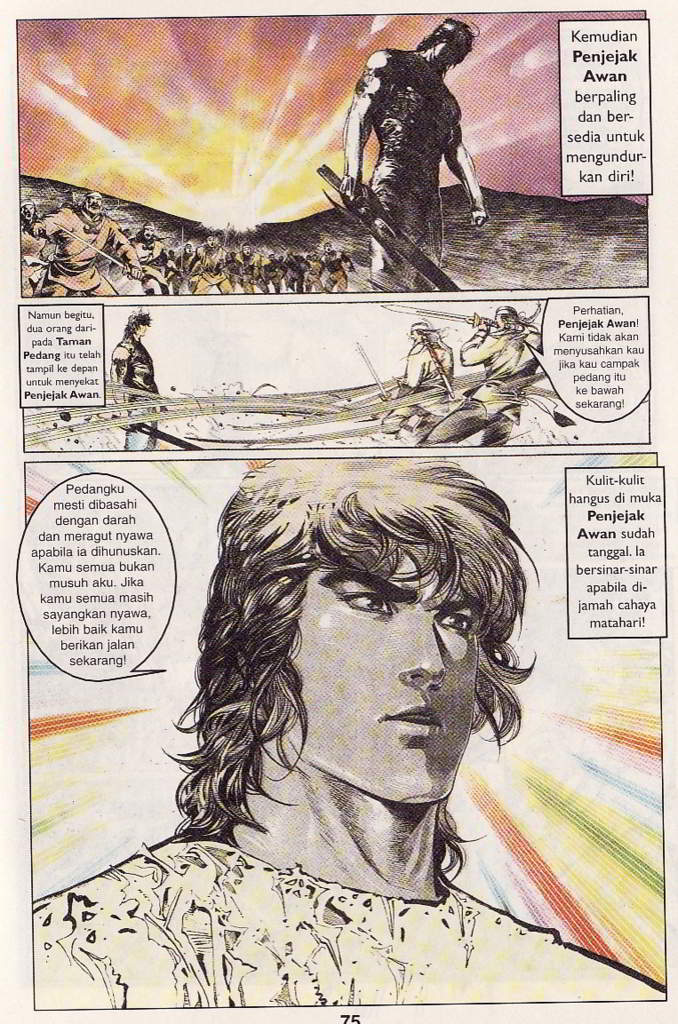 Kemudian
Penjejak
Awan
berpaling
dan ber-
sedia untuk
mengundur-
kan diri!
Namun begitu,
dua orang dari-
pada Taman
Pedang itu telah
tampil ke depan
untuk menyekat
Penjejak Awan.
Perhatian,
Penjejak Awan!
Kami tidak akan
menyusahkan kau
jika kau campak
pedang itu
ke bawah
sekarang!
Pedangku
mesti dibasahi
dengan darah
dan meragut nyawa
apabila ia dihunuskan.
Kamu semua bukan
musuh aku. Jika
kamu semua masih
sayangkan nyawa,
lebih baik kamu
berikan jalan
sekarang!
Kulit-kulit
hangus di muka
Penjejak
Awan sudah
tanggal. Ia
bersinar-sinar
apabila di-
jamah cahaya
matahari!
75